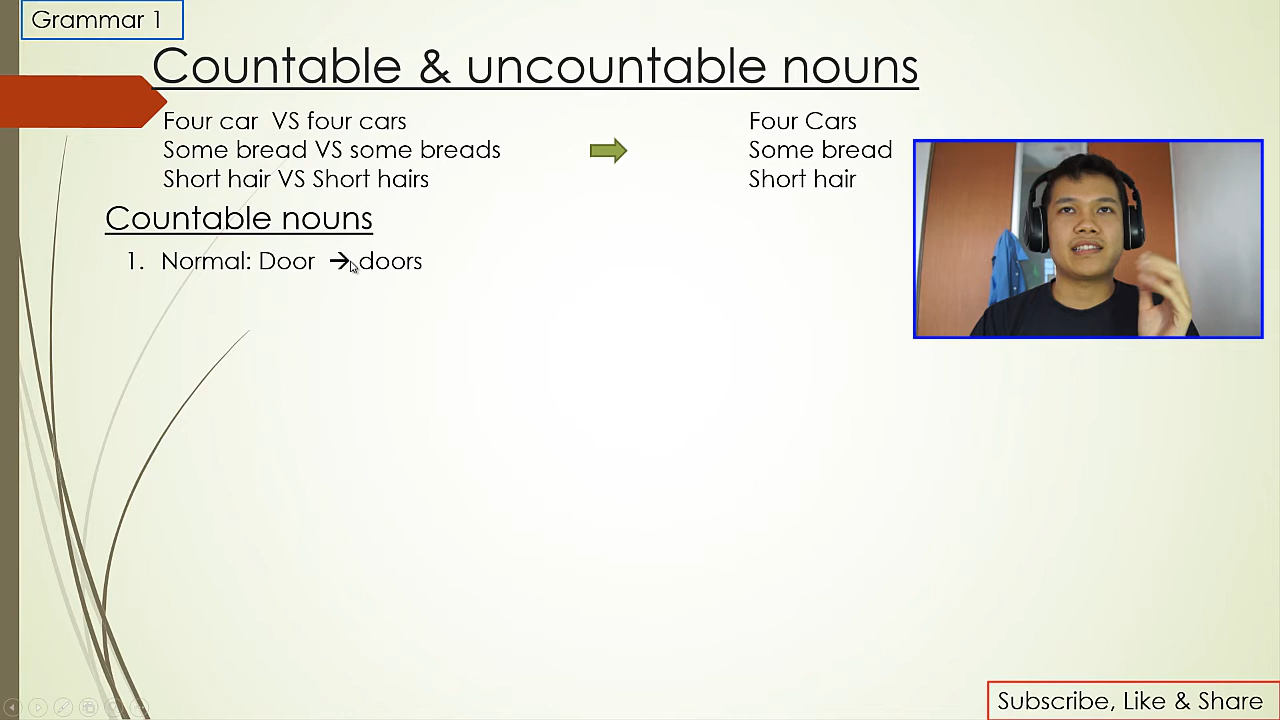 Grammar 1
Countable & uncountable nouns
Four car VS four cars
Some bread VS some breads
Short hair VS Short hairs
Four Cars
Some bread
Short hair
Countable nouns
1. Normal: Door → doors
Subscribe, Like & Share